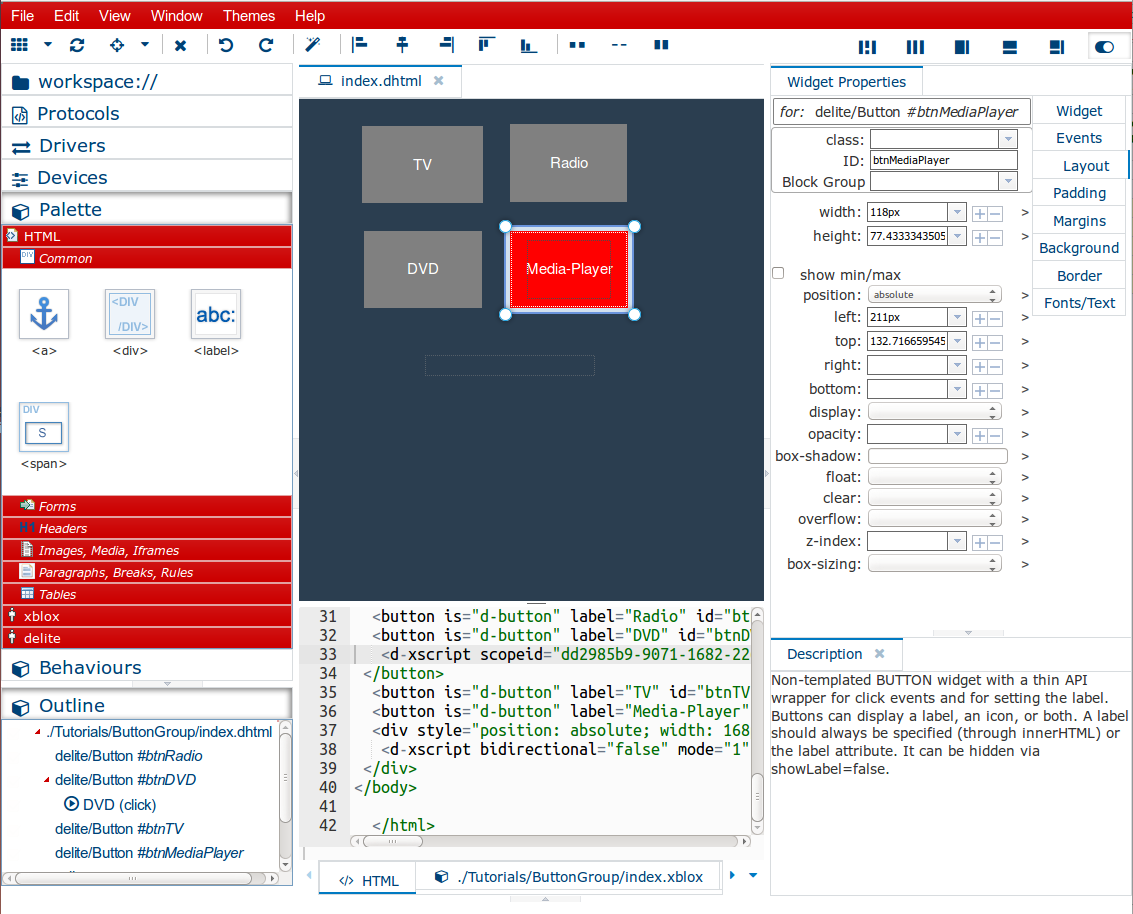 File Edit View Window Themes Help
workspace://
Protocols
Drivers
Devices
Palette
HTML
DIV Common
<a>
<DIV
/DIV>
<div>
abc:
<label>
DIV
S
<span>
Forms
H1 Headers
Images, Media, Iframes
Paragraphs, Breaks, Rules
Tables
xblox
delite
Behaviours
Outline
./Tutorials/ButtonGroup/index.dhtml
delite/Button #btnRadio
delite/Button #btnDVD
DVD (click)
delite/Button #btnTV
delite/Button #btnMediaPlayer
index.dhtml
TV
Radio
DVD
Media-Player
31 <button is="d-button" label="Radio" id="bt
32 <button is="d-button" label="DVD" id="btnD
33 <d-xscript scopeid="dd2985b9-9071-1682-22
34 </button>
35 <button is="d-button" label="TV" id="btnTV
36 <button is="d-button" label="Media-Player"
37 <div style="position: absolute; width: 168
38 <d-xscript bidirectional="false" mode="1"
39 </div>
40 </body>
41
42 </html>
</> HTML
./Tutorials/ButtonGroup/index.xblox
Widget Properties
for: delite/Button #btnMediaPlayer
class:
ID: btnMediaPlayer
Block Group
width: 118px >
height: 77.4333343505 >
show min/max
position: absolute >
left: 211px >
top: 132.716659545 >
right: >
bottom: >
display: >
opacity: >
box-shadow: >
float: >
clear: >
overflow: >
z-index: >
box-sizing: >
Widget
Events
Layout
Padding
Margins
Background
Border
Fonts/Text
Description
Non-templated BUTTON widget with a thin API
wrapper for click events and for setting the label.
Buttons can display a label, an icon, or both. A label
should always be specified (through innerHTML) or
the label attribute. It can be hidden via
showLabel=false.